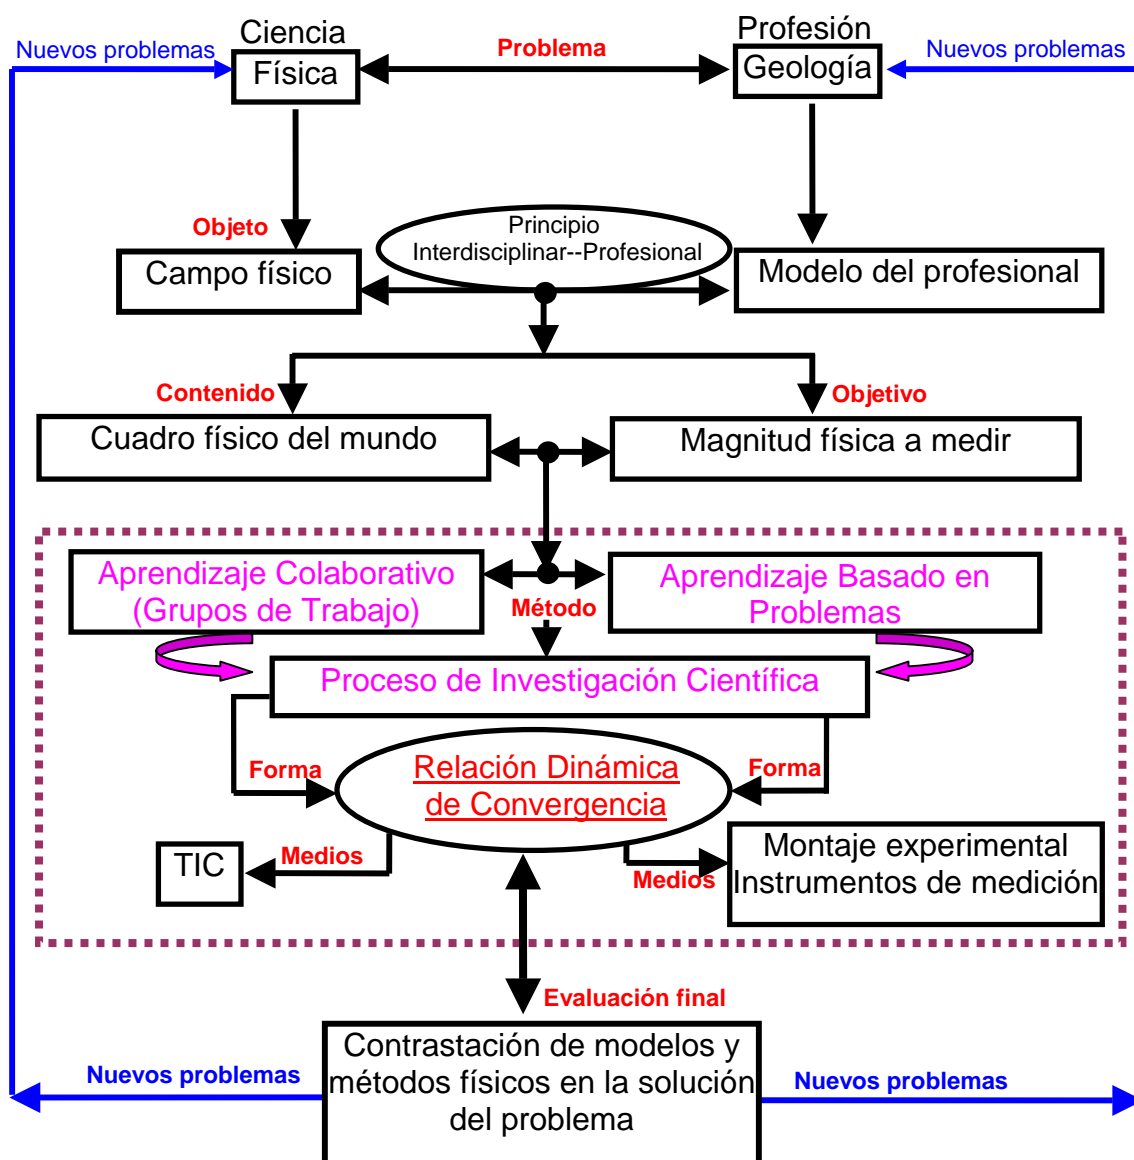 Ciencia
Profesión
Nuevos problemas
Problema
Nuevos problemas
Física
Geología
Principio
Interdisciplinar--Profesional
Objeto
Campo físico
Modelo del profesional
Contenido
Objetivo
Cuadro físico del mundo
Magnitud física a medir
Aprendizaje Colaborativo
(Grupos de Trabajo)
Aprendizaje Basado en
Problemas
Método
Proceso de Investigación Científica
Forma
Relación Dinámica
de Convergencia
Forma
TIC
Medios
Medios
Montaje experimental
Instrumentos de medición
Evaluación final
Contrastación de modelos y
métodos físicos en la solución
del problema
Nuevos problemas
Nuevos problemas